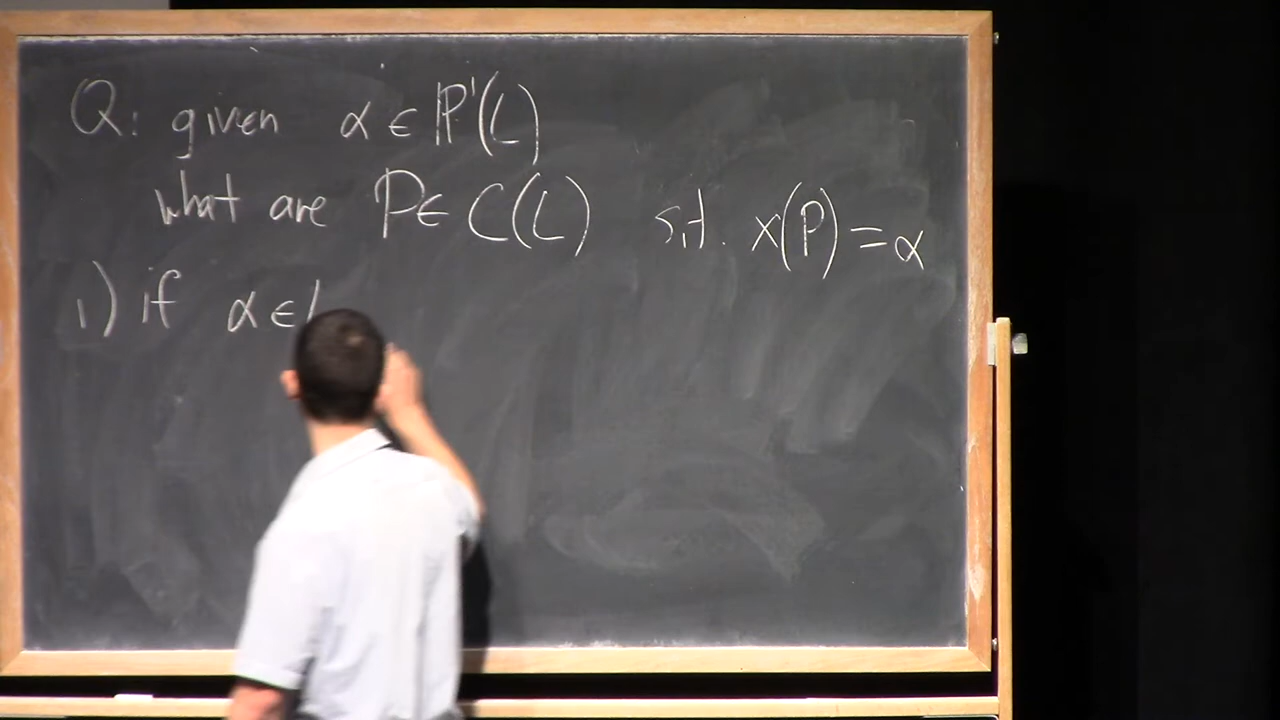 Q: given α ∈ ℙ¹(L)
what are P ∈ C(L) s.t. x(P) = α
1) if α ∈